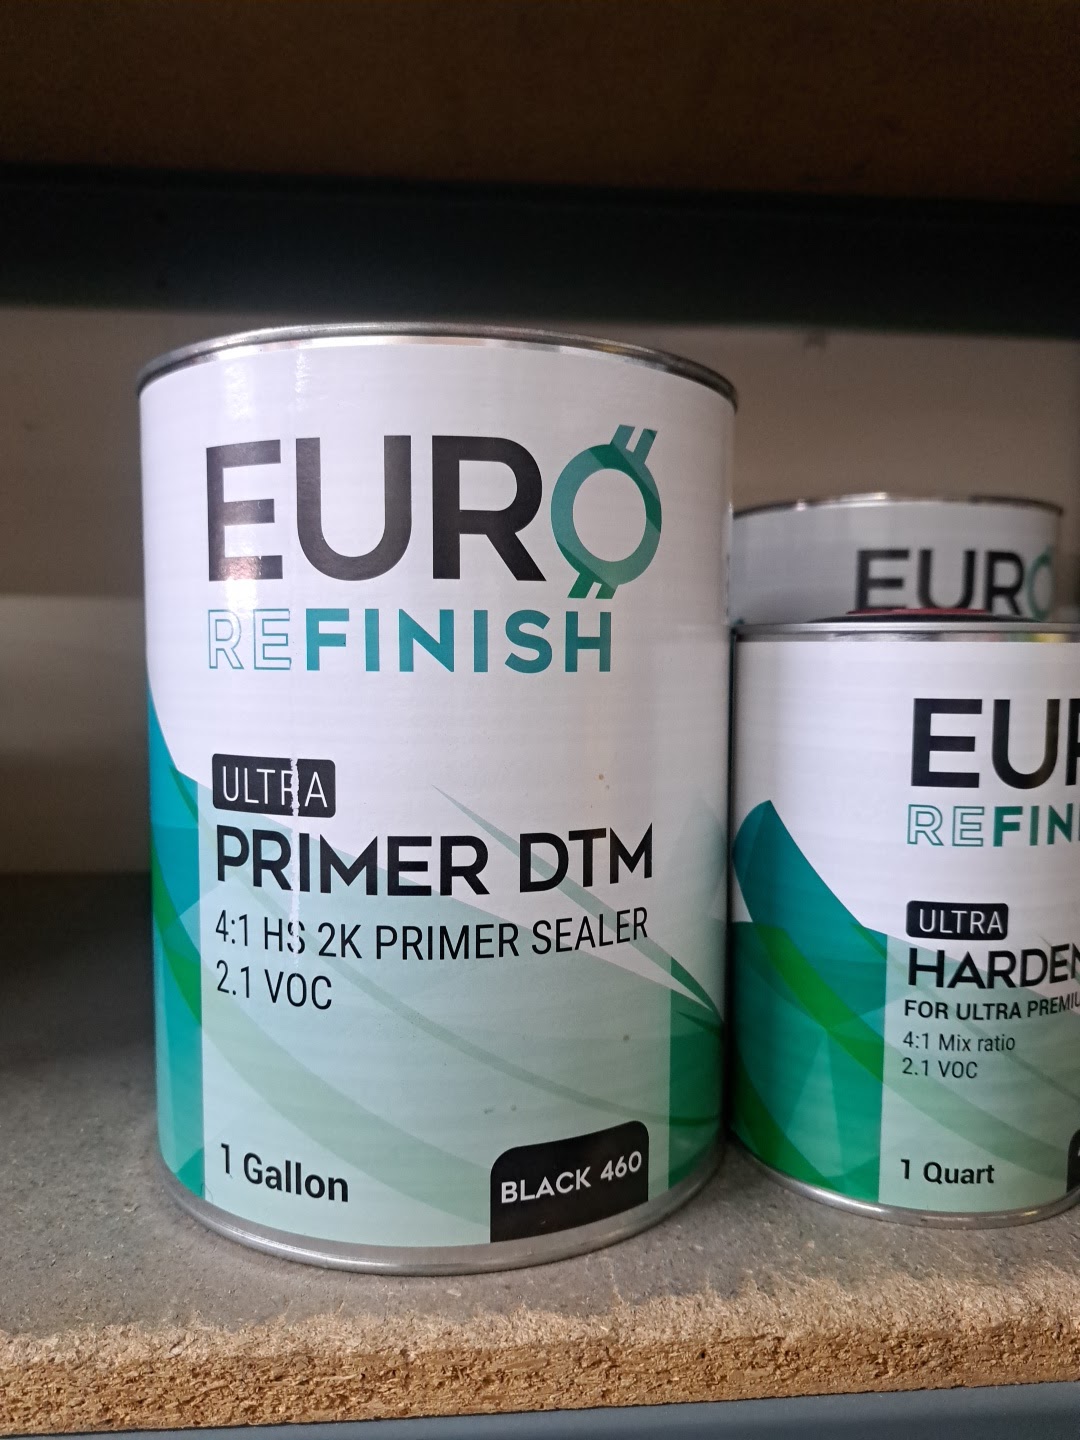 EURO
REFINISH
ULTRA
PRIMER DTM
4:1 HS 2K PRIMER SEALER
2.1 VOC
1 Gallon
BLACK 460
EURO
EUR
REFIN
ULTRA
HARDEN
FOR ULTRA PREMIU
4:1 Mix ratio
2.1 VOC
1 Quart